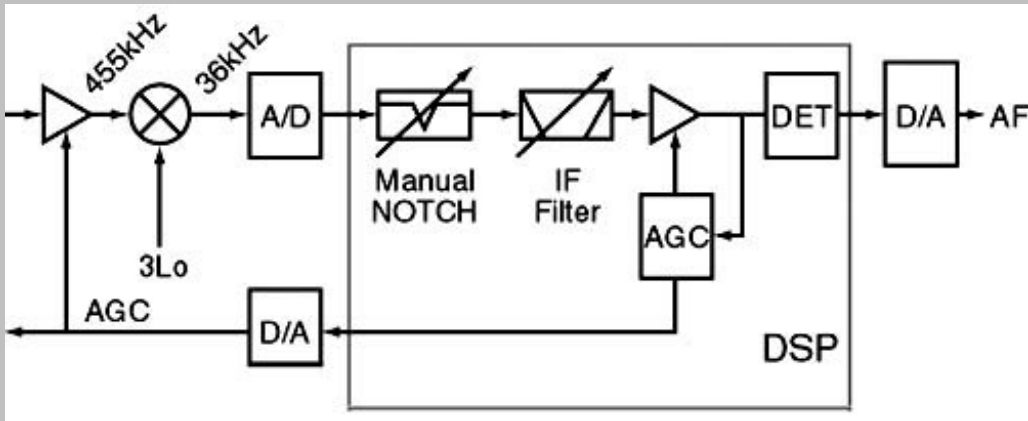 455kHz
36kHz
A/D
DET
D/A
AF
Manual
NOTCH
IF
Filter
AGC
3Lo
AGC
D/A
DSP